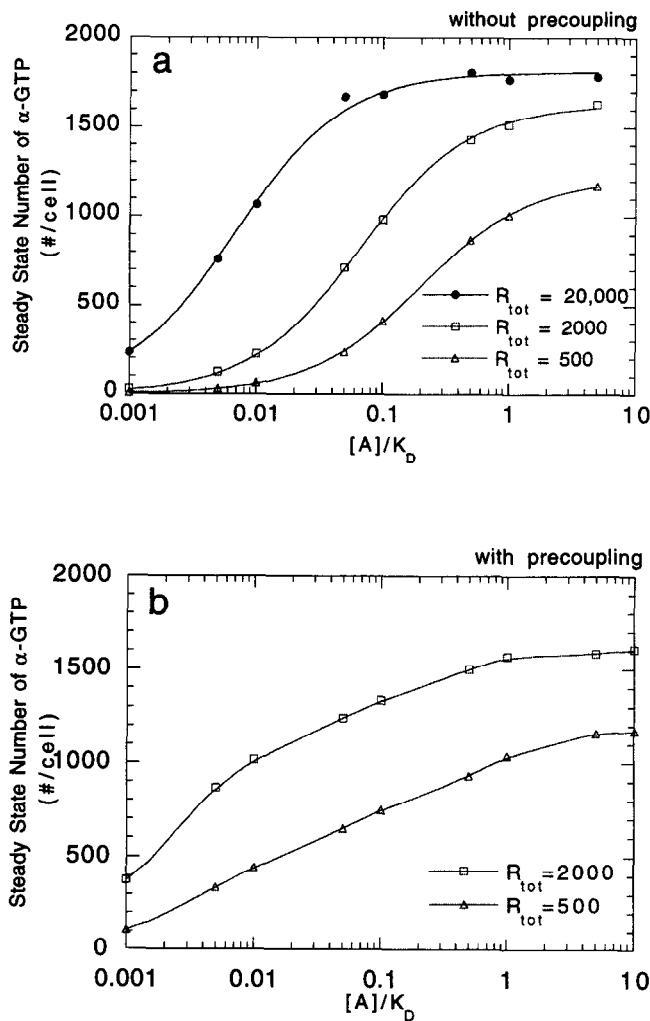 without precoupling
a
2000
1500
1000
500
0
Steady State Number of α-GTP
(#/cell)
R_tot = 20,000
R_tot = 2000
R_tot = 500
0.001 0.01 0.1 1 10
[A]/K_D
with precoupling
b
2000
1500
1000
500
0
Steady State Number of α-GTP
(#/cell)
R_tot=2000
R_tot=500
0.001 0.01 0.1 1 10
[A]/K_D